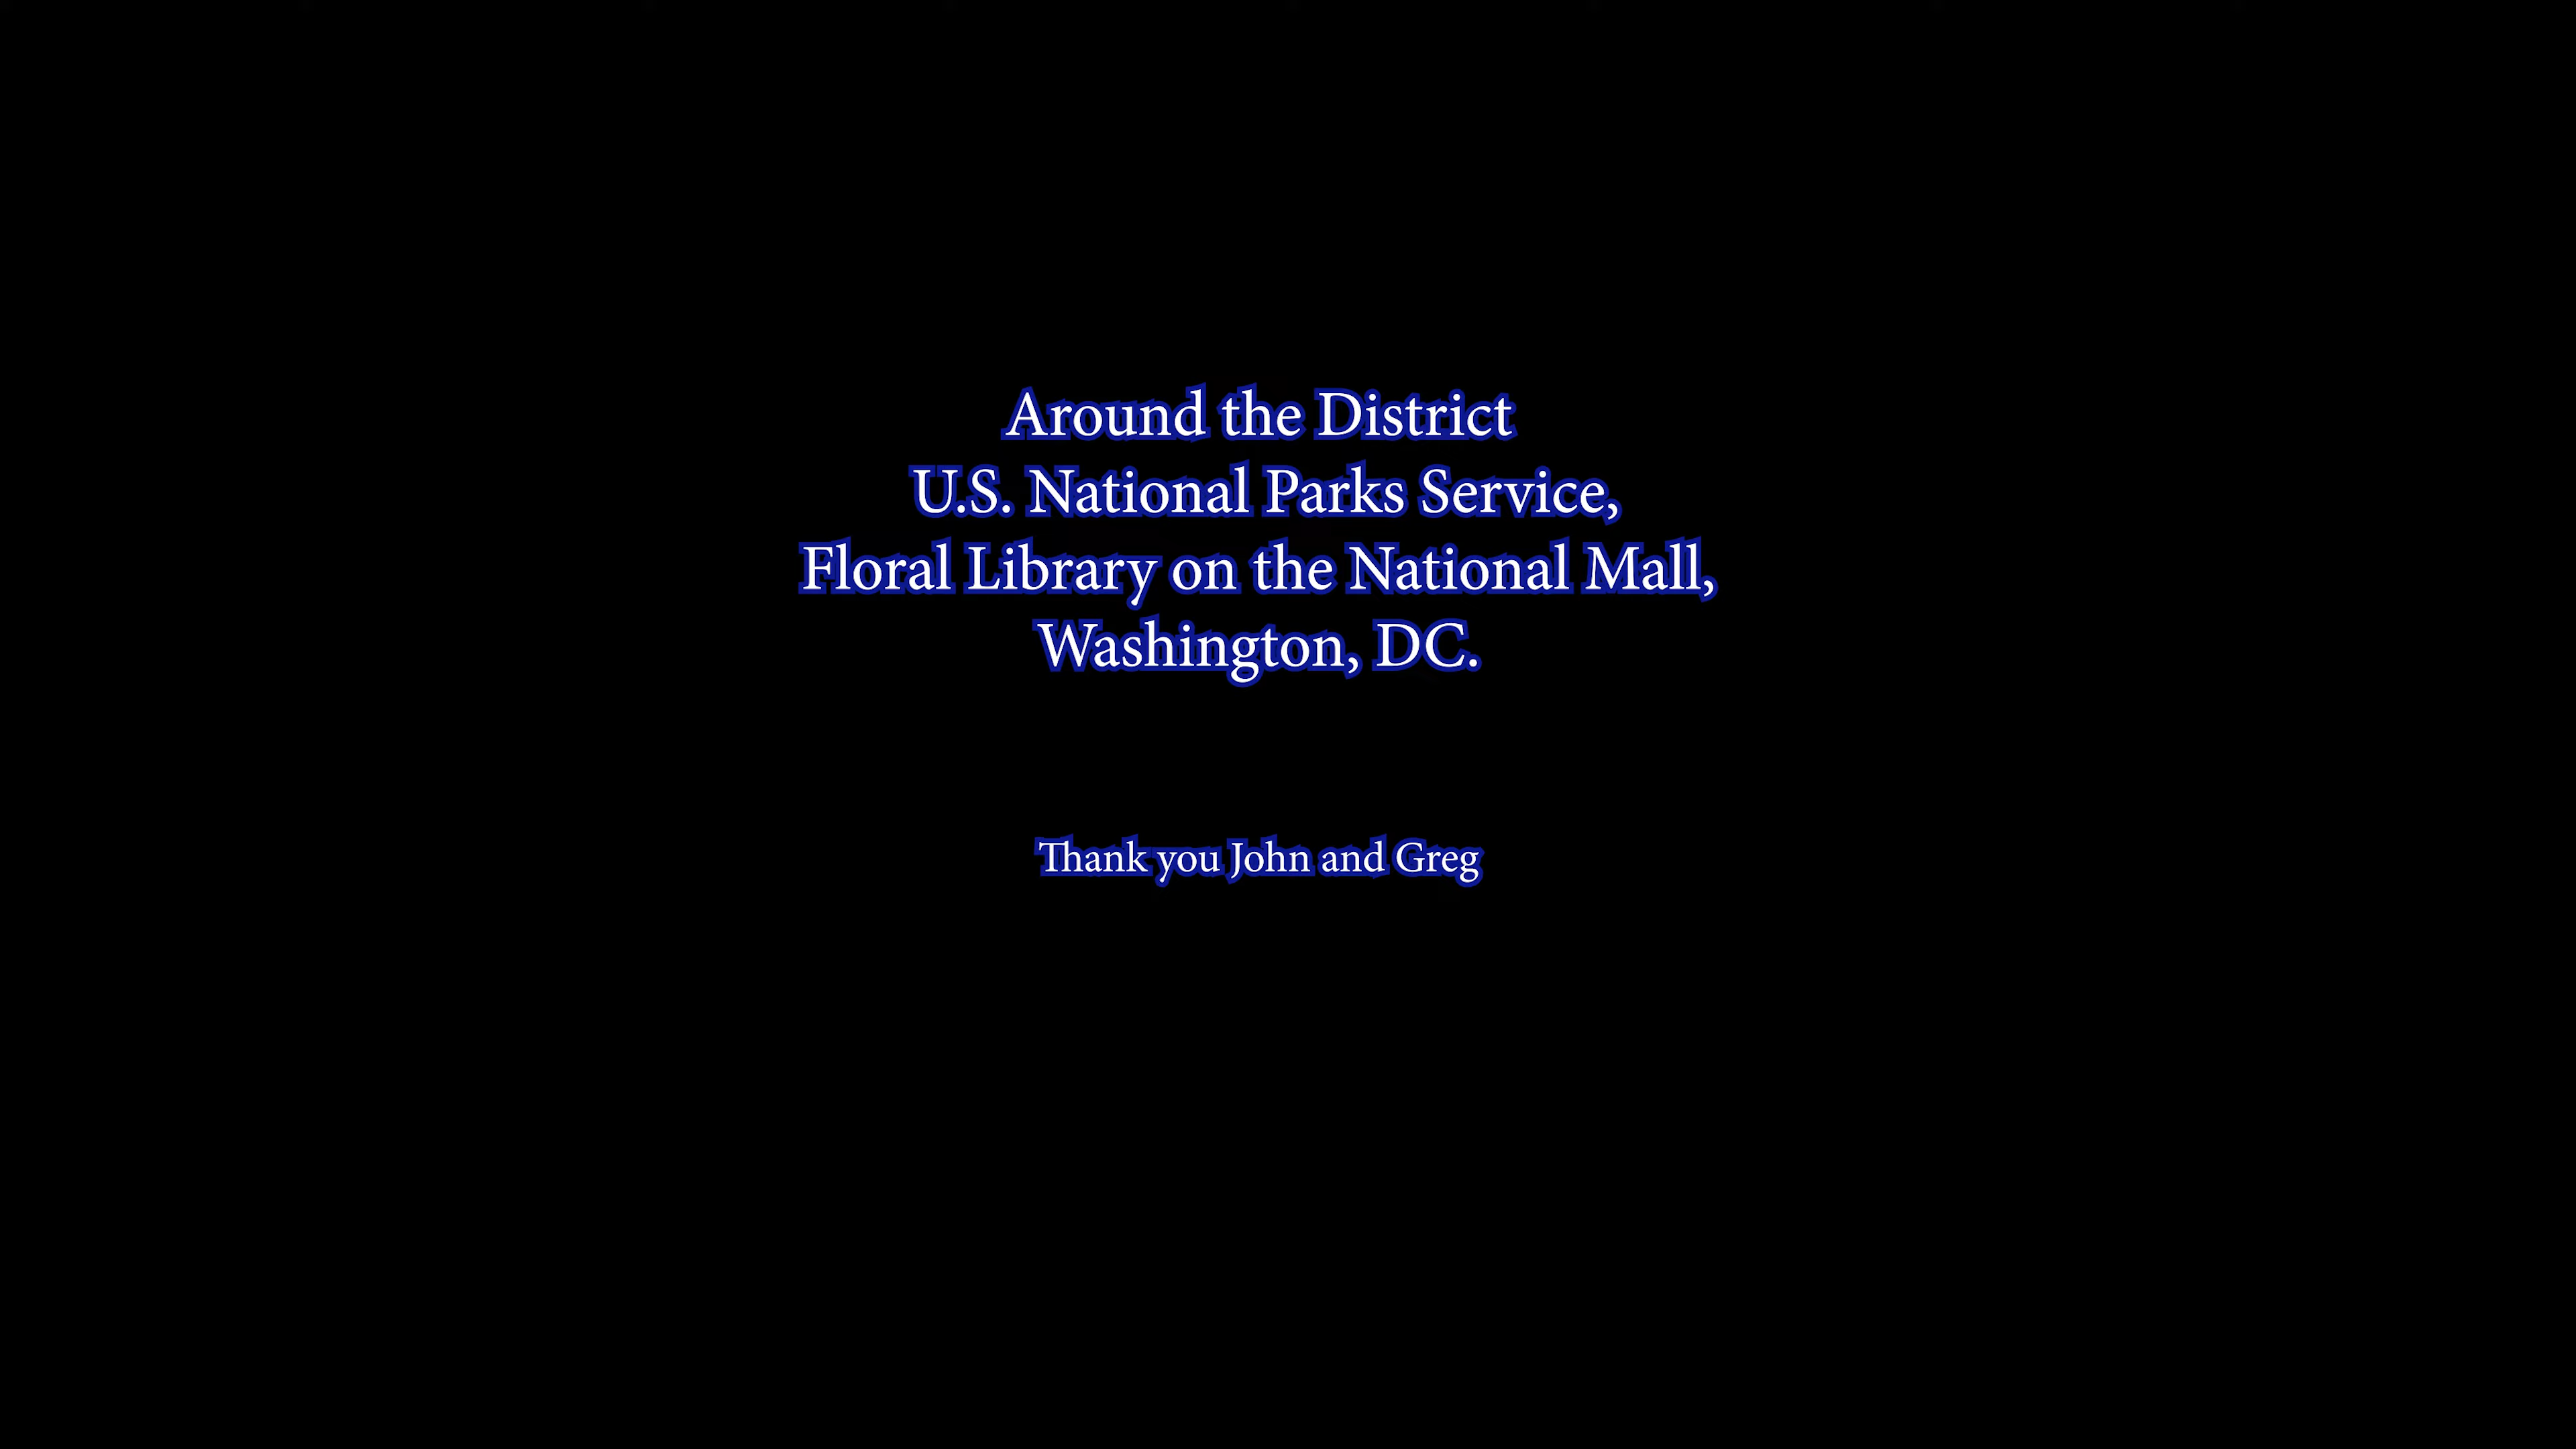 Around the District
U.S. National Parks Service,
Floral Library on the National Mall,
Washington, DC.
Thank you John and Greg